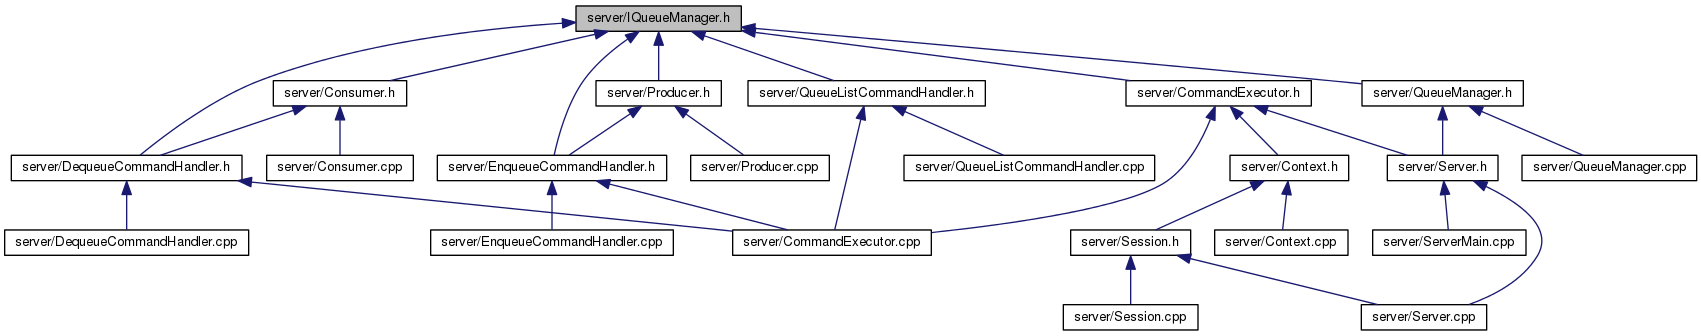 server/IQueueManager.h
server/Consumer.h
server/Producer.h
server/QueueListCommandHandler.h
server/CommandExecutor.h
server/QueueManager.h
server/DequeueCommandHandler.h
server/Consumer.cpp
server/EnqueueCommandHandler.h
server/Producer.cpp
server/QueueListCommandHandler.cpp
server/Context.h
server/Server.h
server/QueueManager.cpp
server/DequeueCommandHandler.cpp
server/EnqueueCommandHandler.cpp
server/CommandExecutor.cpp
server/Session.h
server/Context.cpp
server/ServerMain.cpp
server/Session.cpp
server/Server.cpp